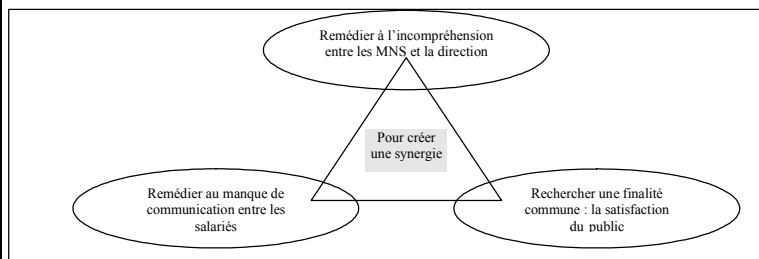 Remédier à l'incompréhension
entre les MNS et la direction
Pour créer
une synergie
Remédier au manque de
communication entre les
salariés
Rechercher une finalité
commune : la satisfaction
du public